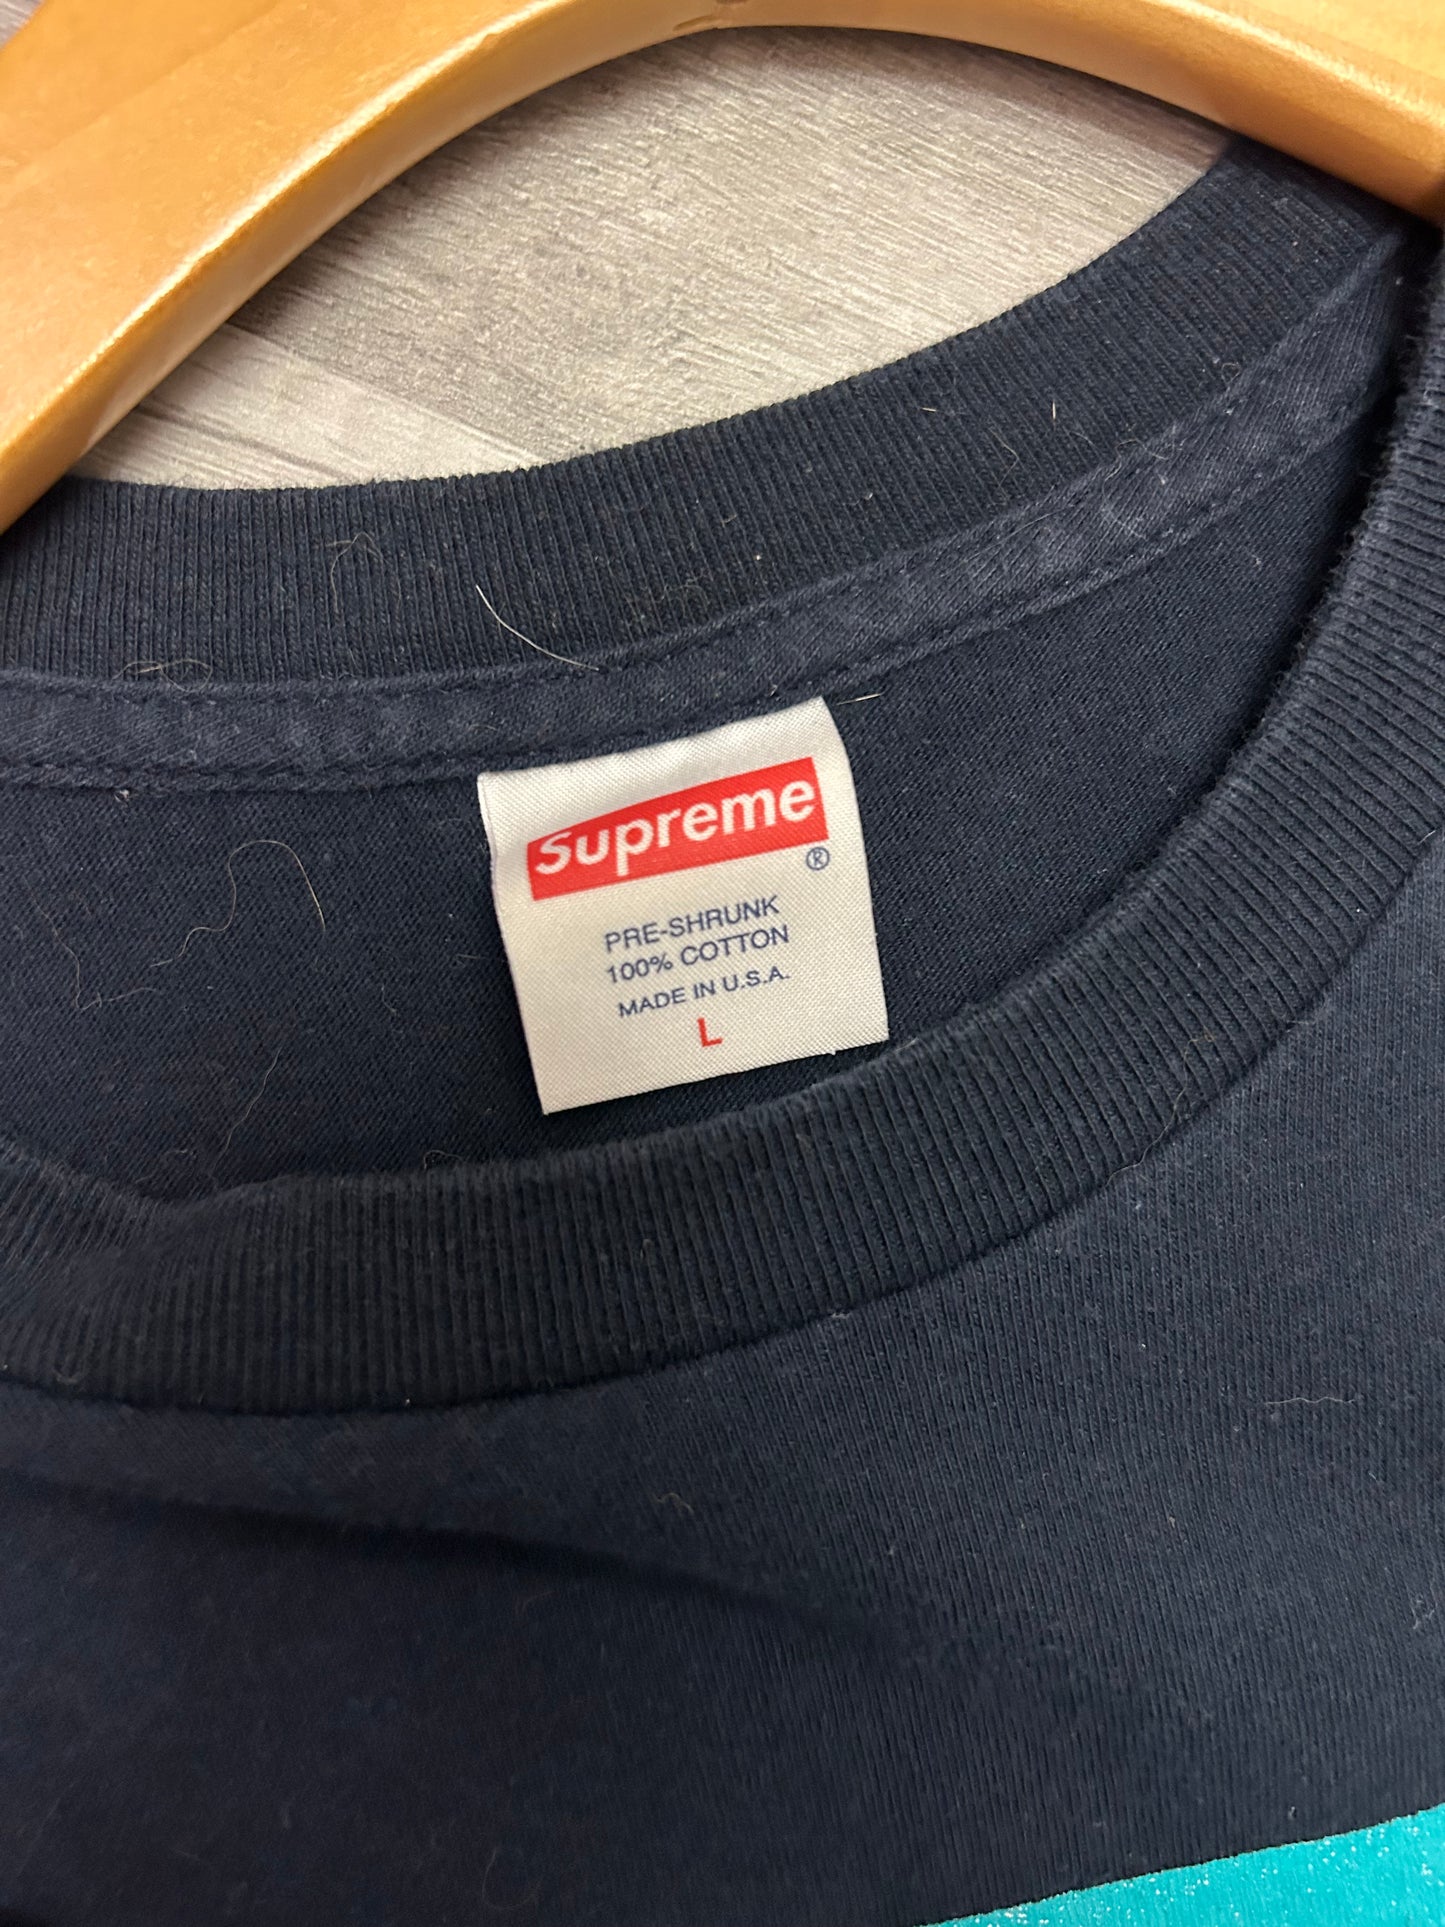 Supreme
®
PRE-SHRUNK
100% COTTON
MADE IN U.S.A.
L